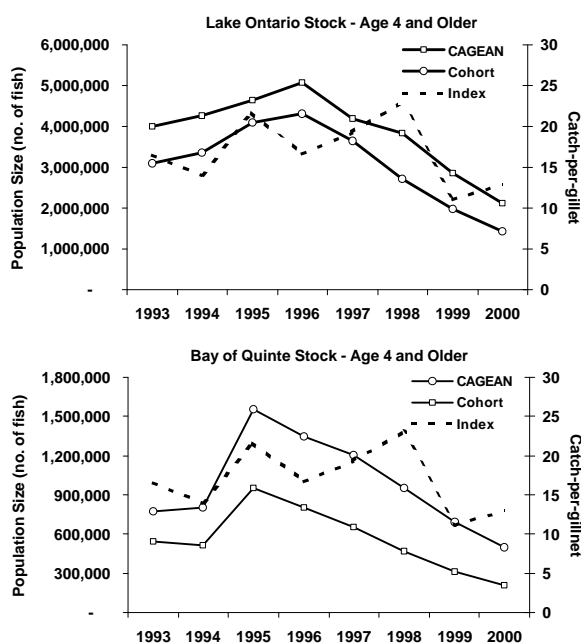 Lake Ontario Stock - Age 4 and Older
6,000,000
5,000,000
4,000,000
3,000,000
2,000,000
1,000,000
-
Population Size (no. of fish)
CAGEAN
Cohort
Index
30
25
20
15
10
5
0
Catch-per-gillet
1993 1994 1995 1996 1997 1998 1999 2000
Bay of Quinte Stock - Age 4 and Older
1,800,000
1,500,000
1,200,000
900,000
600,000
300,000
-
Population Size (no. of fish)
CAGEAN
Cohort
Index
30
25
20
15
10
5
0
Catch-per-gillnet
1993 1994 1995 1996 1997 1998 1999 2000